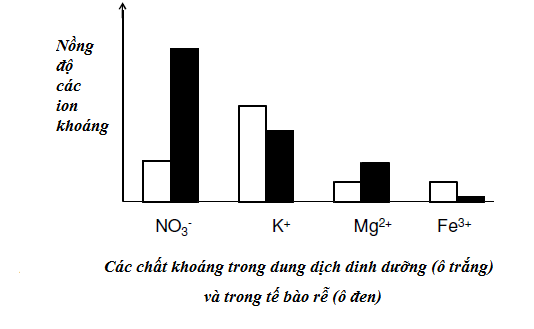 Nồng
độ
các
ion
khoáng
NO₃⁻ K⁺ Mg²⁺ Fe³⁺
Các chất khoáng trong dung dịch dinh dưỡng (ô trắng)
và trong tế bào rễ (ô đen)